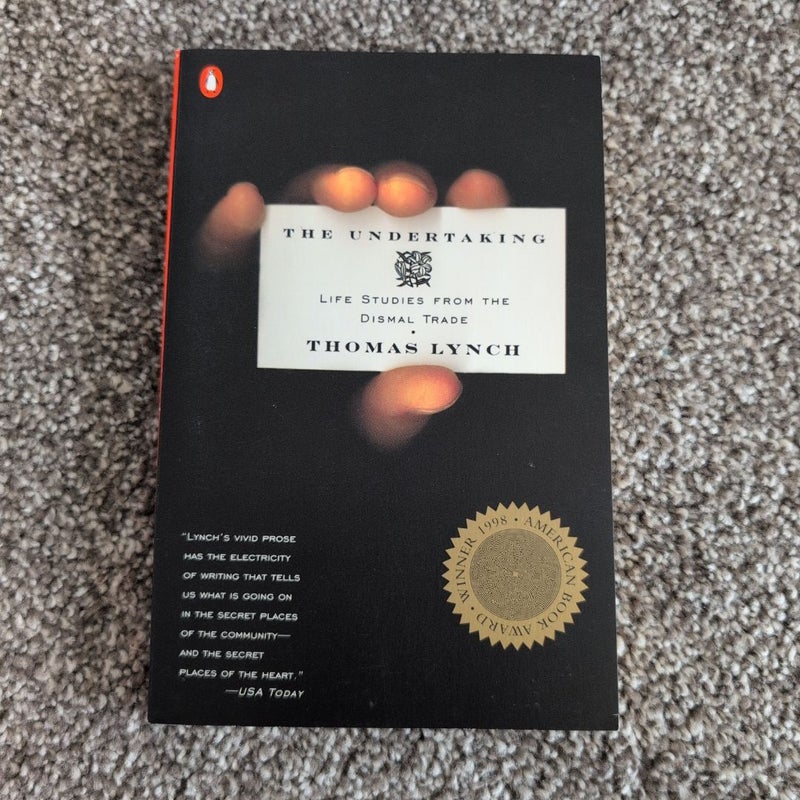 THE UNDERTAKING
LIFE STUDIES FROM THE
DISMAL TRADE
·
THOMAS LYNCH
"LYNCH'S VIVID PROSE
HAS THE ELECTRICITY
OF WRITING THAT TELLS
US WHAT IS GOING ON
IN THE SECRET PLACES
OF THE COMMUNITY—
AND THE SECRET
PLACES OF THE HEART."
—USA TODAY
WINNER 1998 · AMERICAN BOOK AWARD ·